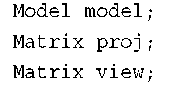 Model model;
Matrix proj;
Matrix view;